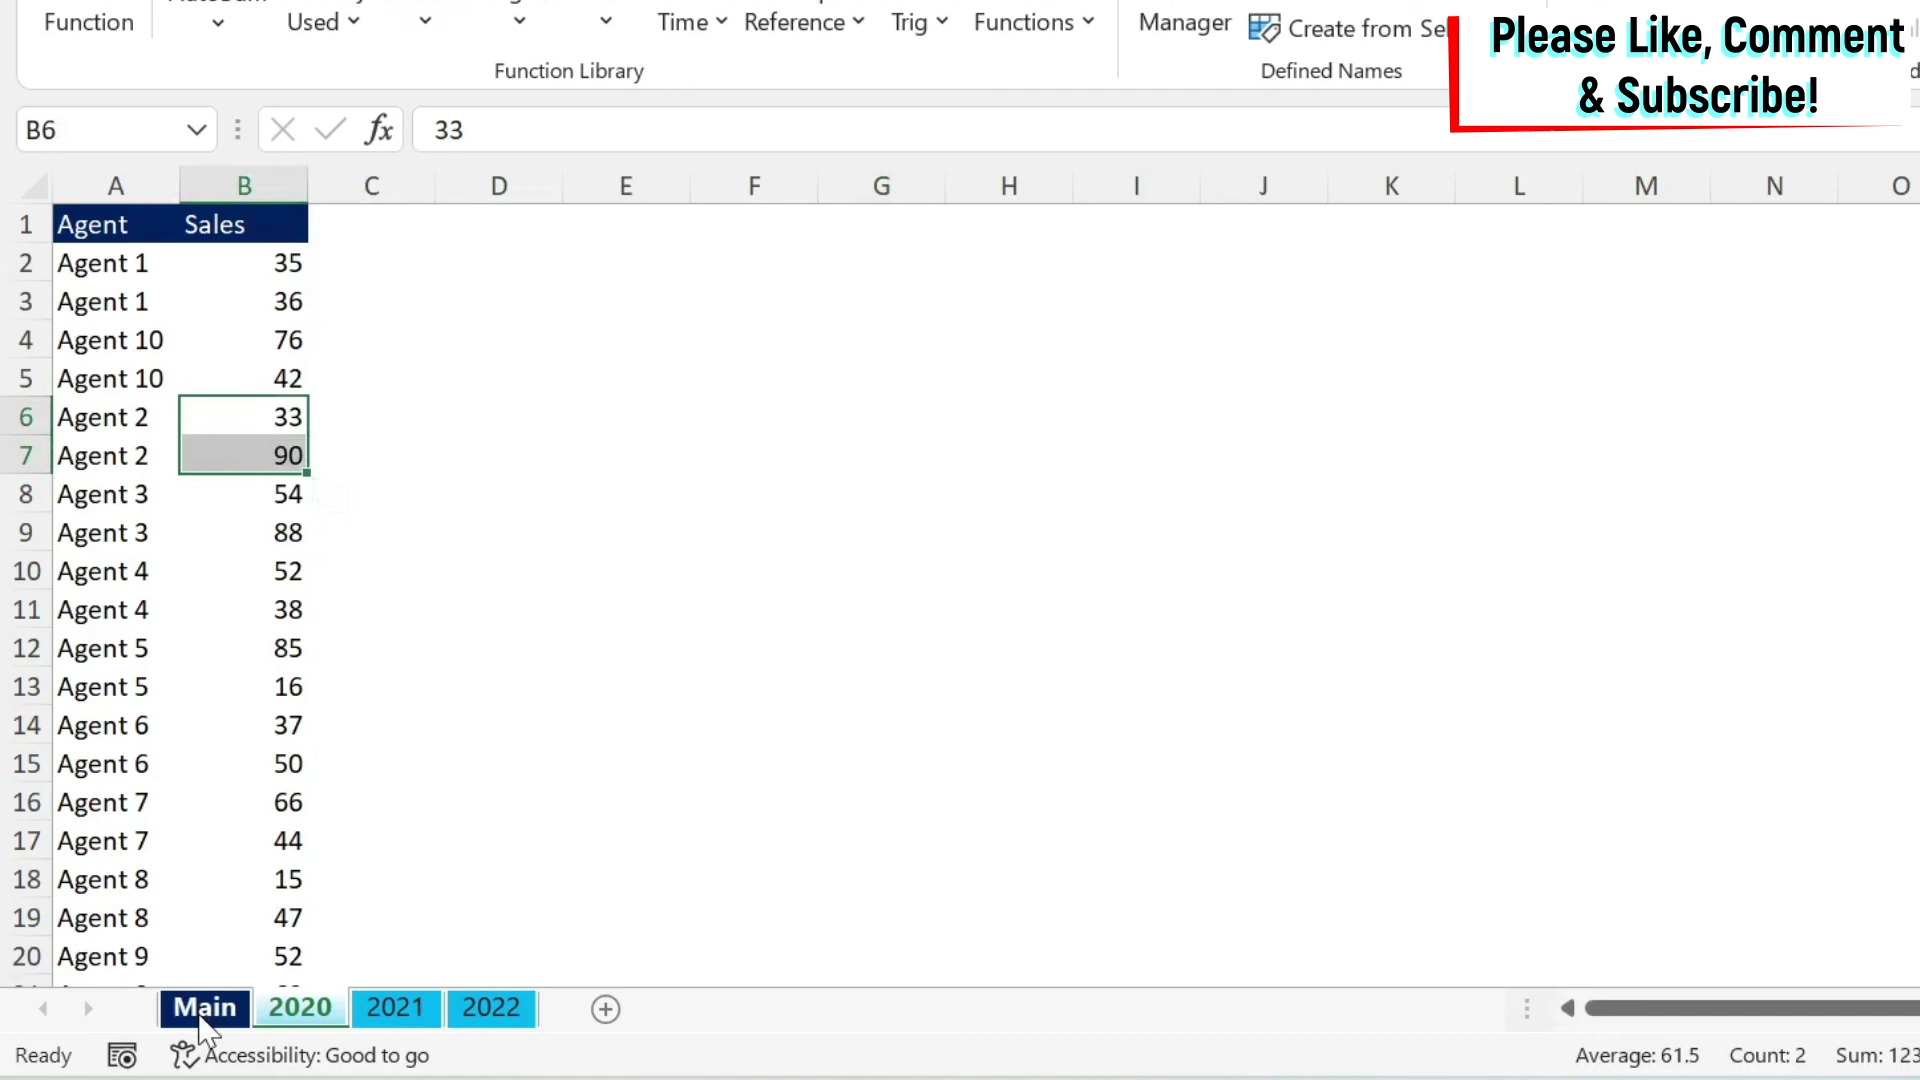 Function Used Time Reference Trig Functions Manager Create from
Function Library Defined Names
Please Like, Comment
& Subscribe!
B6 fx 33
A B C D E F G H I J K L M N O
1 Agent Sales
2 Agent 1 35
3 Agent 1 36
4 Agent 10 76
5 Agent 10 42
6 Agent 2 33
7 Agent 2 90
8 Agent 3 54
9 Agent 3 88
10 Agent 4 52
11 Agent 4 38
12 Agent 5 85
13 Agent 5 16
14 Agent 6 37
15 Agent 6 50
16 Agent 7 66
17 Agent 7 44
18 Agent 8 15
19 Agent 8 47
20 Agent 9 52
Main 2020 2021 2022
Ready Accessibility: Good to go Average: 61.5 Count: 2 Sum: 123